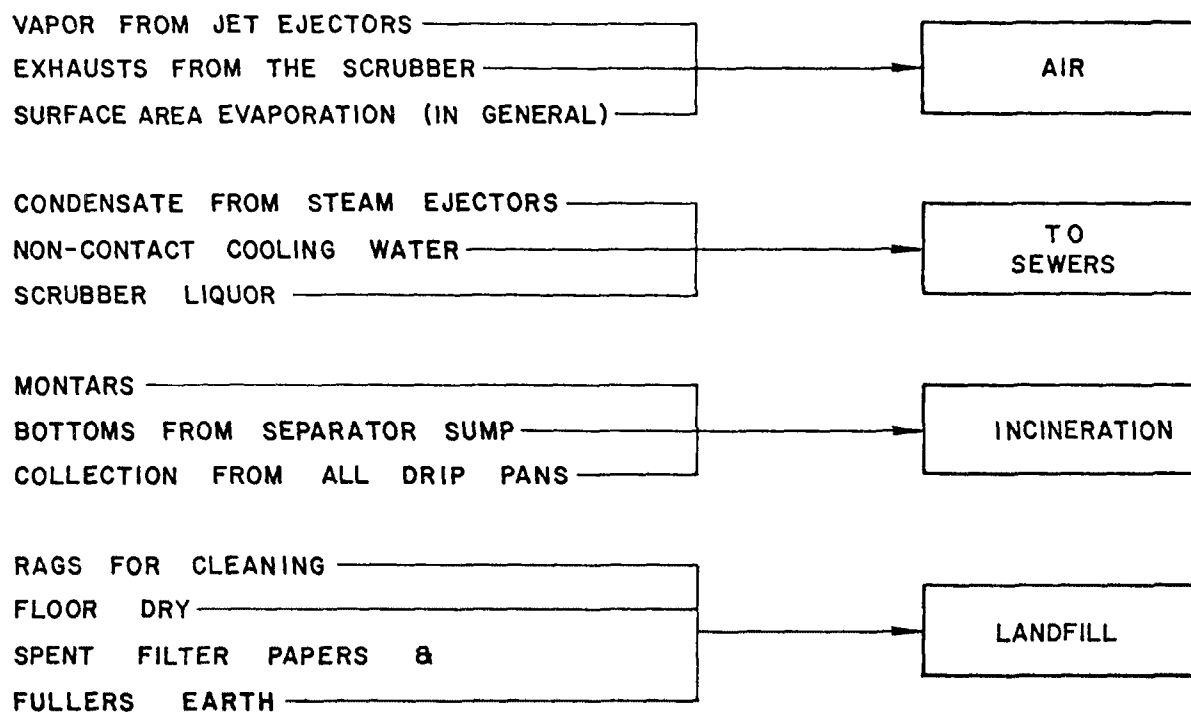 VAPOR FROM JET EJECTORS
EXHAUSTS FROM THE SCRUBBER
SURFACE AREA EVAPORATION (IN GENERAL)
AIR
CONDENSATE FROM STEAM EJECTORS
NON-CONTACT COOLING WATER
SCRUBBER LIQUOR
TO
SEWERS
MONTARS
BOTTOMS FROM SEPARATOR SUMP
COLLECTION FROM ALL DRIP PANS
INCINERATION
RAGS FOR CLEANING
FLOOR DRY
SPENT FILTER PAPERS &
FULLERS EARTH
LANDFILL